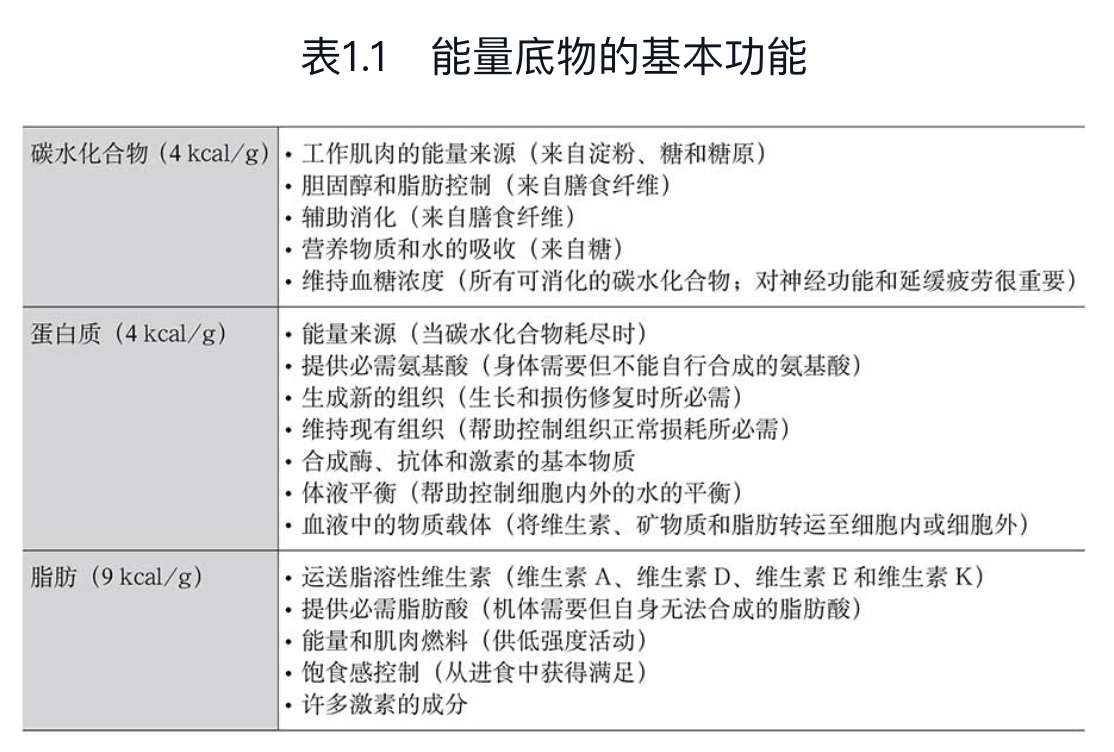 表1.1 能量底物的基本功能
碳水化合物（4 kcal/g）
• 工作肌肉的能量来源（来自淀粉、糖和糖原）
• 胆固醇和脂肪控制（来自膳食纤维）
• 辅助消化（来自膳食纤维）
• 营养物质和水的吸收（来自糖）
• 维持血糖浓度（所有可消化的碳水化合物；对神经功能和延缓疲劳很重要）
蛋白质（4 kcal/g）
• 能量来源（当碳水化合物耗尽时）
• 提供必需氨基酸（身体需要但不能自行合成的氨基酸）
• 生成新的组织（生长和损伤修复时所必需）
• 维持现有组织（帮助控制组织正常损耗所必需）
• 合成酶、抗体和激素的基本物质
• 体液平衡（帮助控制细胞内外的水的平衡）
• 血液中的物质载体（将维生素、矿物质和脂肪转运至细胞内或细胞外）
脂肪（9 kcal/g）
• 运送脂溶性维生素（维生素 A、维生素 D、维生素 E 和维生素 K）
• 提供必需脂肪酸（机体需要但自身无法合成的脂肪酸）
• 能量和肌肉燃料（供低强度活动）
• 饱食感控制（从进食中获得满足）
• 许多激素的成分